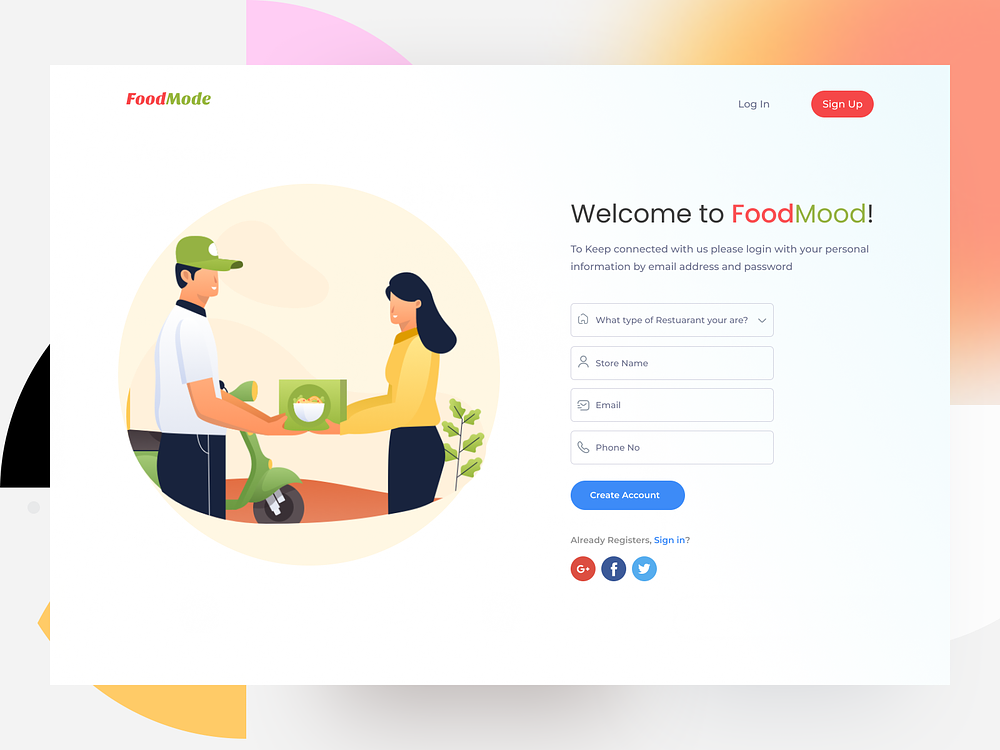 FoodMode
Log In
Sign Up
Welcome to FoodMood!
To Keep connected with us please login with your personal
information by email address and password
What type of Restuarant your are?
Store Name
Email
Phone No
Create Account
Already Registers, Sign in?
G+ f